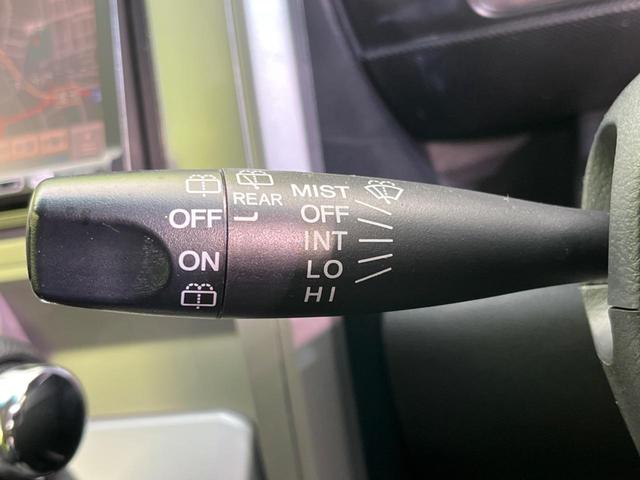 OFF
ON
REAR
MIST
OFF
INT
LO
HI